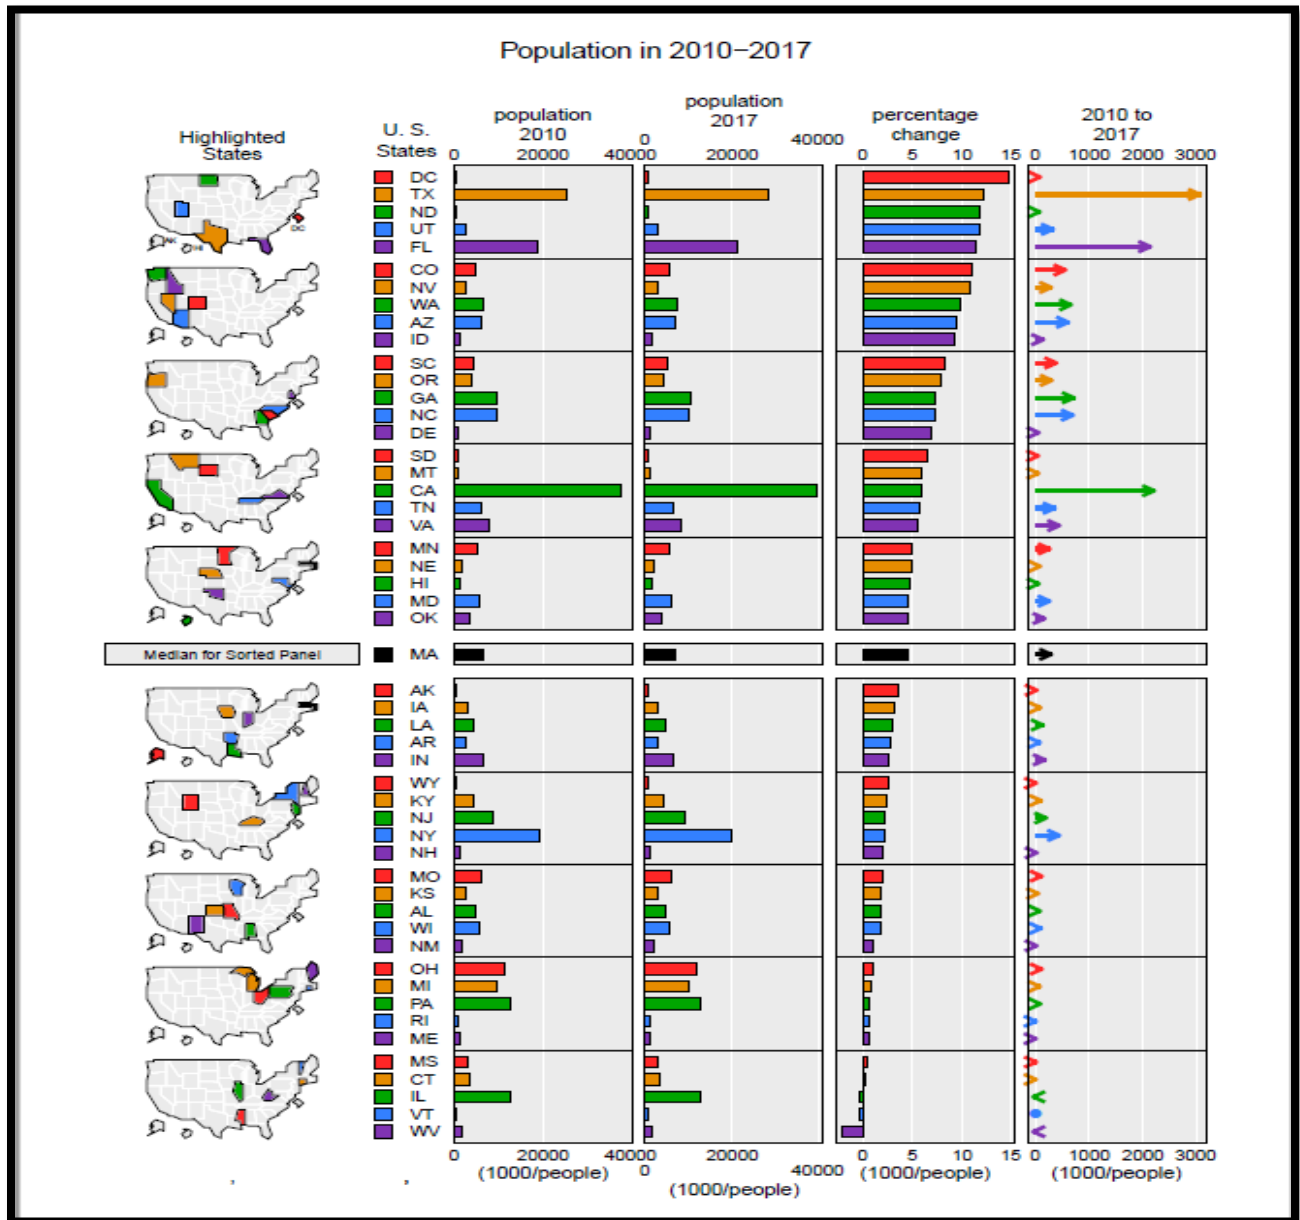 Population in 2010−2017
Highlighted
States
U. S.
States
population
2010
0 20000 40000
population
2017
0 20000 40000
percentage
change
0 5 10 15
2010 to
2017
0 1000 2000 3000
DC
TX
ND
UT
FL
AK
HI
DC
CO
NV
WA
AZ
ID
SC
OR
GA
NC
DE
SD
MT
CA
TN
VA
MN
NE
HI
MD
OK
Median for Sorted Panel
MA
AK
IA
LA
AR
IN
WY
KY
NJ
NY
NH
MO
KS
AL
WI
NM
OH
MI
PA
RI
ME
MS
CT
IL
VT
WV
0 20000 40000
(1000/people)
0 20000 40000
(1000/people)
0 5 10 15
(1000/people)
0 1000 2000 3000
(1000/people)
, ,